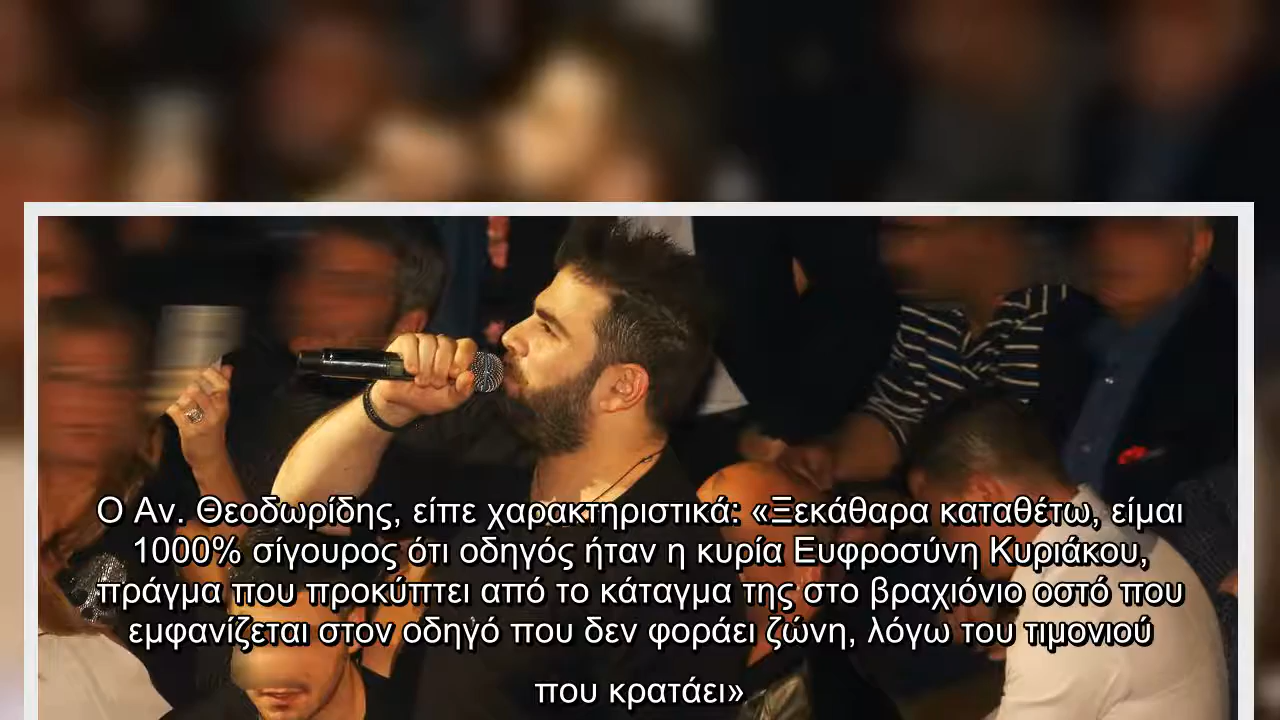 Ο Αν. Θεοδωρίδης, είπε χαρακτηριστικά: «Ξεκάθαρα καταθέτω, είμαι
1000% σίγουρος ότι οδηγός ήταν η κυρία Ευφροσύνη Κυριάκου,
πράγμα που προκύπτει από το κάταγμα της στο βραχιόνιο οστό που
εμφανίζεται στον οδηγό που δεν φοράει ζώνη, λόγω του τιμονιού
που κρατάει»